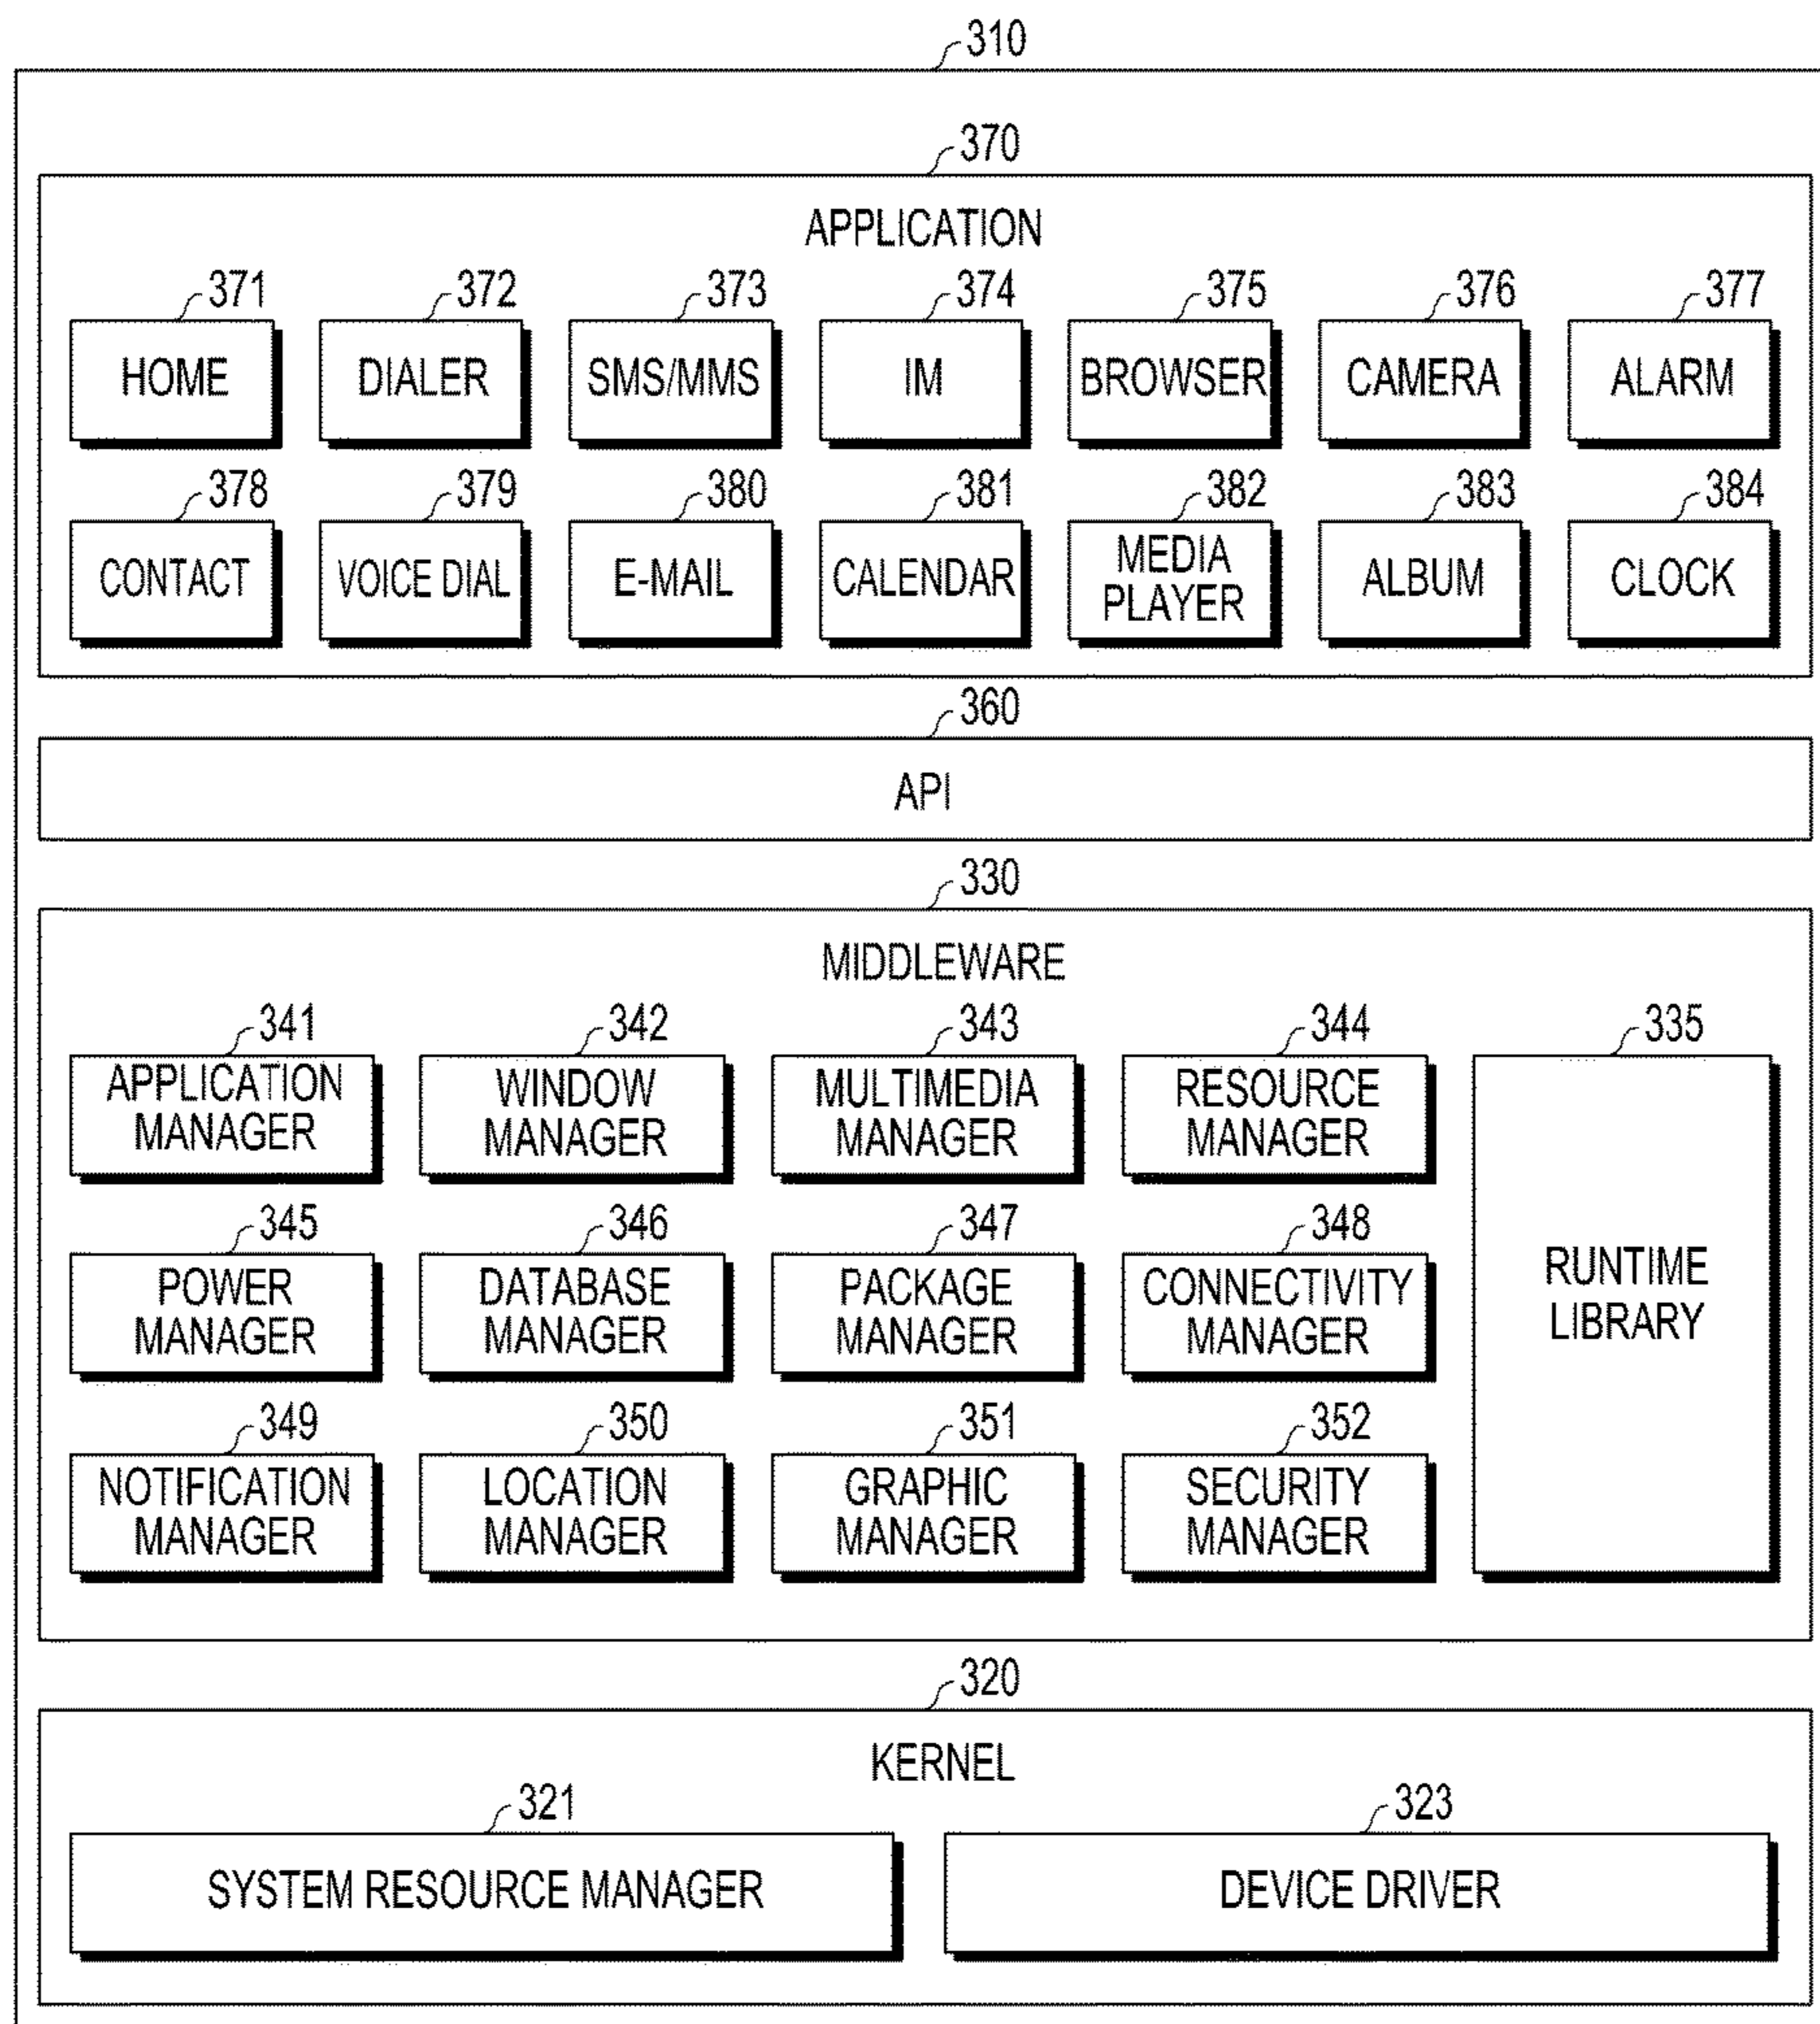 310
370
APPLICATION
371 372 373 374 375 376 377
HOME DIALER SMS/MMS IM BROWSER CAMERA ALARM
378 379 380 381 382 383 384
CONTACT VOICE DIAL E-MAIL CALENDAR MEDIA PLAYER ALBUM CLOCK
360
API
330
MIDDLEWARE
341 342 343 344 335
APPLICATION MANAGER
WINDOW MANAGER
MULTIMEDIA MANAGER
RESOURCE MANAGER
RUNTIME LIBRARY
345 346 347 348
POWER MANAGER
DATABASE MANAGER
PACKAGE MANAGER
CONNECTIVITY MANAGER
349 350 351 352
NOTIFICATION MANAGER
LOCATION MANAGER
GRAPHIC MANAGER
SECURITY MANAGER
320
KERNEL
321 323
SYSTEM RESOURCE MANAGER DEVICE DRIVER